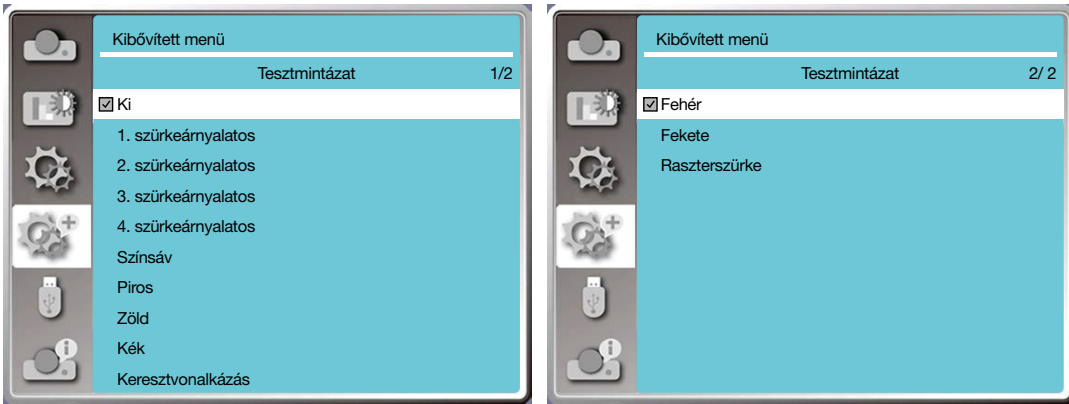 Kibővített menü
Tesztmintázat 1/2
Ki
1. szürkeárnyalatos
2. szürkeárnyalatos
3. szürkeárnyalatos
4. szürkeárnyalatos
Színsáv
Piros
Zöld
Kék
Keresztvonalkázás
Kibővített menü
Tesztmintázat 2/ 2
Fehér
Fekete
Raszterszürke